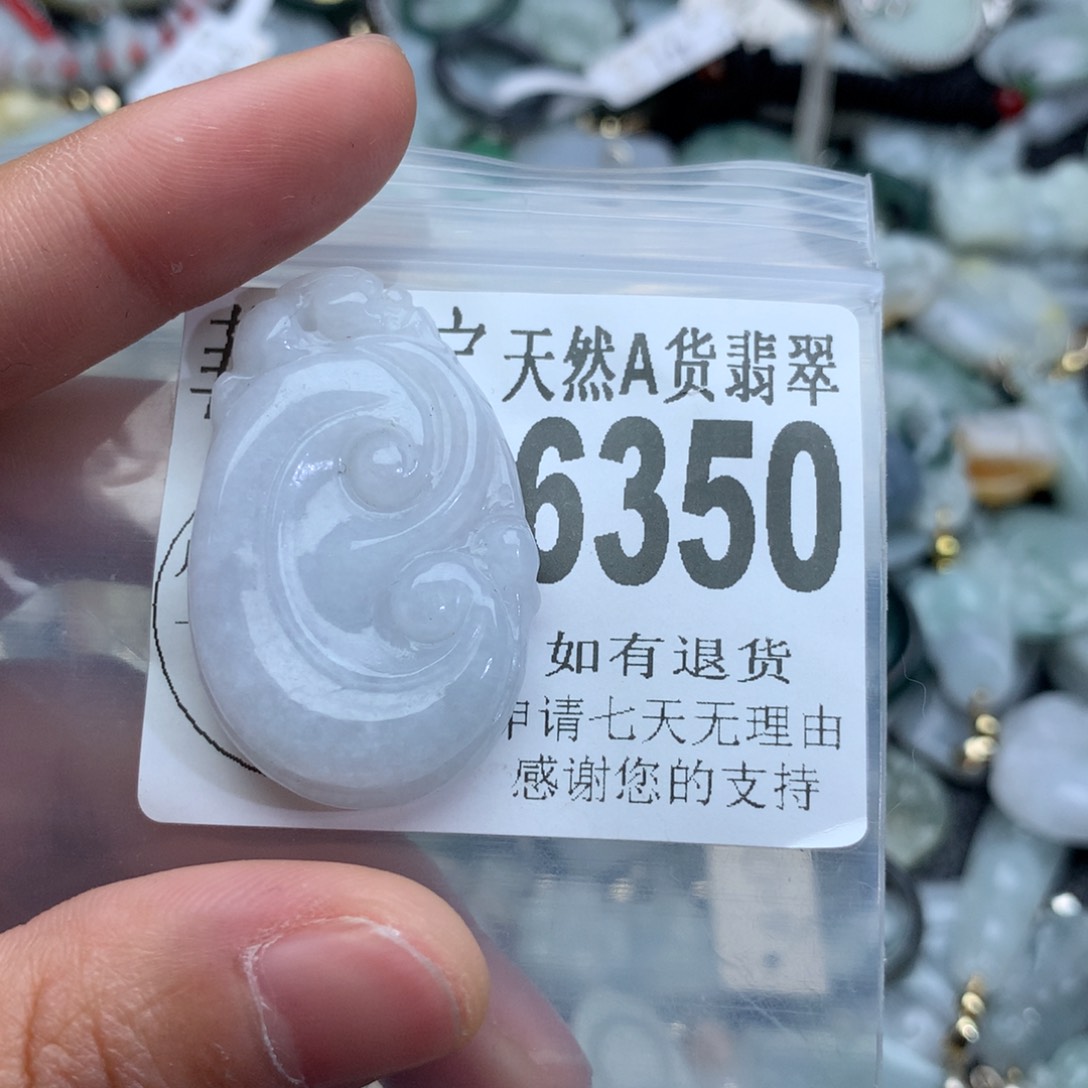 天然A货翡翠
6350
如有退货
申请七天无理由
感谢您的支持